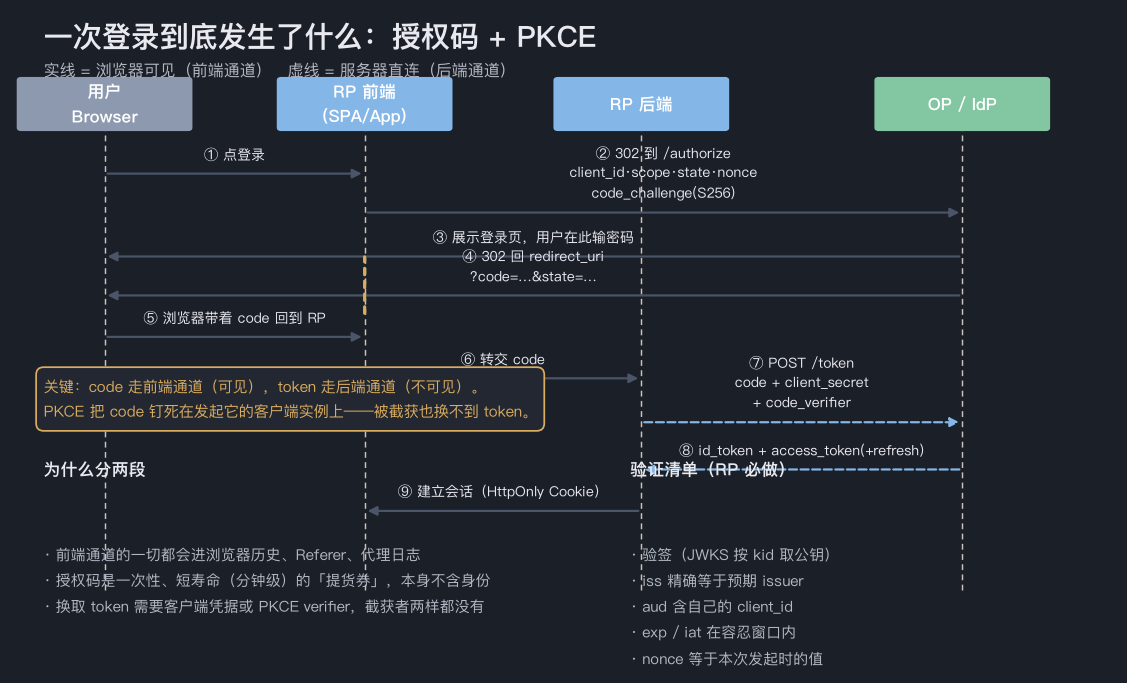 一次登录到底发生了什么：授权码 + PKCE
实线 = 浏览器可见（前端通道）　虚线 = 服务器直连（后端通道）
用户
Browser
RP 前端
(SPA/App)
RP 后端
OP / IdP
① 点登录
② 302 到 /authorize
client_id·scope·state·nonce
code_challenge(S256)
③ 展示登录页，用户在此输密码
④ 302 回 redirect_uri
?code=…&state=…
⑤ 浏览器带着 code 回到 RP
⑥ 转交 code
⑦ POST /token
code + client_secret
+ code_verifier
关键：code 走前端通道（可见），token 走后端通道（不可见）。
PKCE 把 code 钉死在发起它的客户端实例上——被截获也换不到 token。
⑧ id_token + access_token(+refresh)
⑨ 建立会话（HttpOnly Cookie）
为什么分两段
· 前端通道的一切都会进浏览器历史、Referer、代理日志
· 授权码是一次性、短寿命（分钟级）的「提货券」，本身不含身份
· 换取 token 需要客户端凭据或 PKCE verifier，截获者两样都没有
验证清单（RP 必做）
· 验签（JWKS 按 kid 取公钥）
· iss 精确等于预期 issuer
· aud 含自己的 client_id
· exp / iat 在容忍窗口内
· nonce 等于本次发起时的值